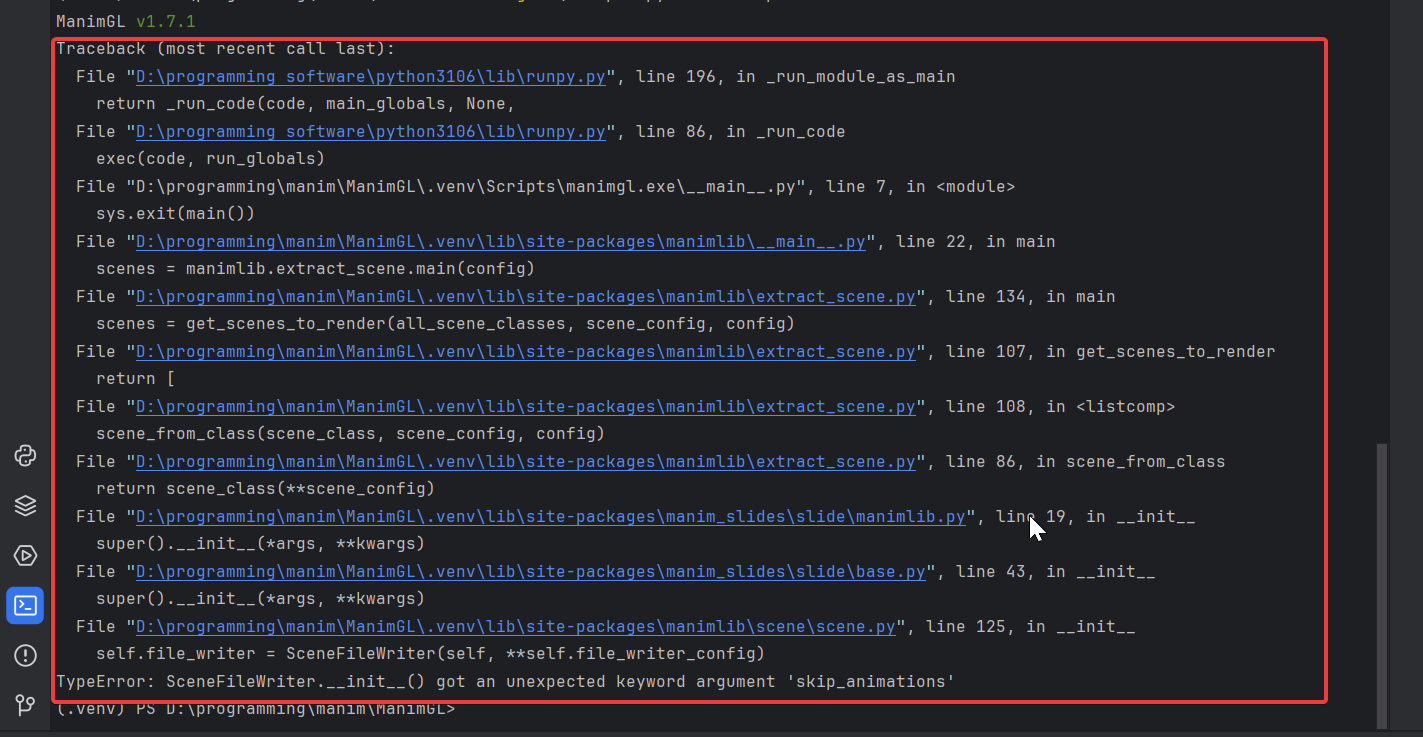 ManimGL v1.7.1
Traceback (most recent call last):
  File "D:\programming software\python3106\lib\runpy.py", line 196, in _run_module_as_main
    return _run_code(code, main_globals, None,
  File "D:\programming software\python3106\lib\runpy.py", line 86, in _run_code
    exec(code, run_globals)
  File "D:\programming\manim\ManimGL\.venv\Scripts\manimgl.exe\__main__.py", line 7, in <module>
    sys.exit(main())
  File "D:\programming\manim\ManimGL\.venv\lib\site-packages\manimlib\__main__.py", line 22, in main
    scenes = manimlib.extract_scene.main(config)
  File "D:\programming\manim\ManimGL\.venv\lib\site-packages\manimlib\extract_scene.py", line 134, in main
    scenes = get_scenes_to_render(all_scene_classes, scene_config, config)
  File "D:\programming\manim\ManimGL\.venv\lib\site-packages\manimlib\extract_scene.py", line 107, in get_scenes_to_render
    return [
  File "D:\programming\manim\ManimGL\.venv\lib\site-packages\manimlib\extract_scene.py", line 108, in <listcomp>
    scene_from_class(scene_class, scene_config, config)
  File "D:\programming\manim\ManimGL\.venv\lib\site-packages\manimlib\extract_scene.py", line 86, in scene_from_class
    return scene_class(**scene_config)
  File "D:\programming\manim\ManimGL\.venv\lib\site-packages\manim_slides\slide\manimlib.py", line 19, in __init__
    super().__init__(*args, **kwargs)
  File "D:\programming\manim\ManimGL\.venv\lib\site-packages\manim_slides\slide\base.py", line 43, in __init__
    super().__init__(*args, **kwargs)
  File "D:\programming\manim\ManimGL\.venv\lib\site-packages\manimlib\scene\scene.py", line 125, in __init__
    self.file_writer = SceneFileWriter(self, **self.file_writer_config)
TypeError: SceneFileWriter.__init__() got an unexpected keyword argument 'skip_animations'
(.venv) PS D:\programming\manim\ManimGL>